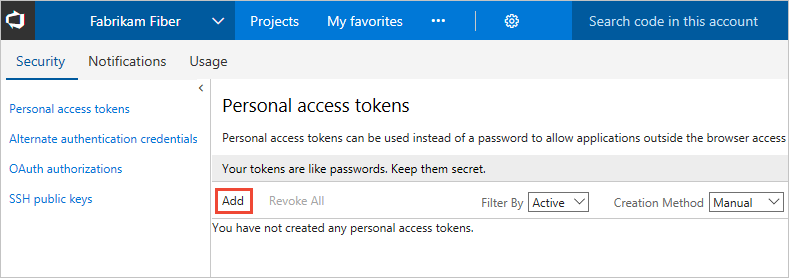 Fabrikam Fiber Projects My favorites ... Search code in this account
Security Notifications Usage
Personal access tokens
Alternate authentication credentials
OAuth authorizations
SSH public keys
Personal access tokens
Personal access tokens can be used instead of a password to allow applications outside the browser access
Your tokens are like passwords. Keep them secret.
Add Revoke All Filter By Active Creation Method Manual
You have not created any personal access tokens.